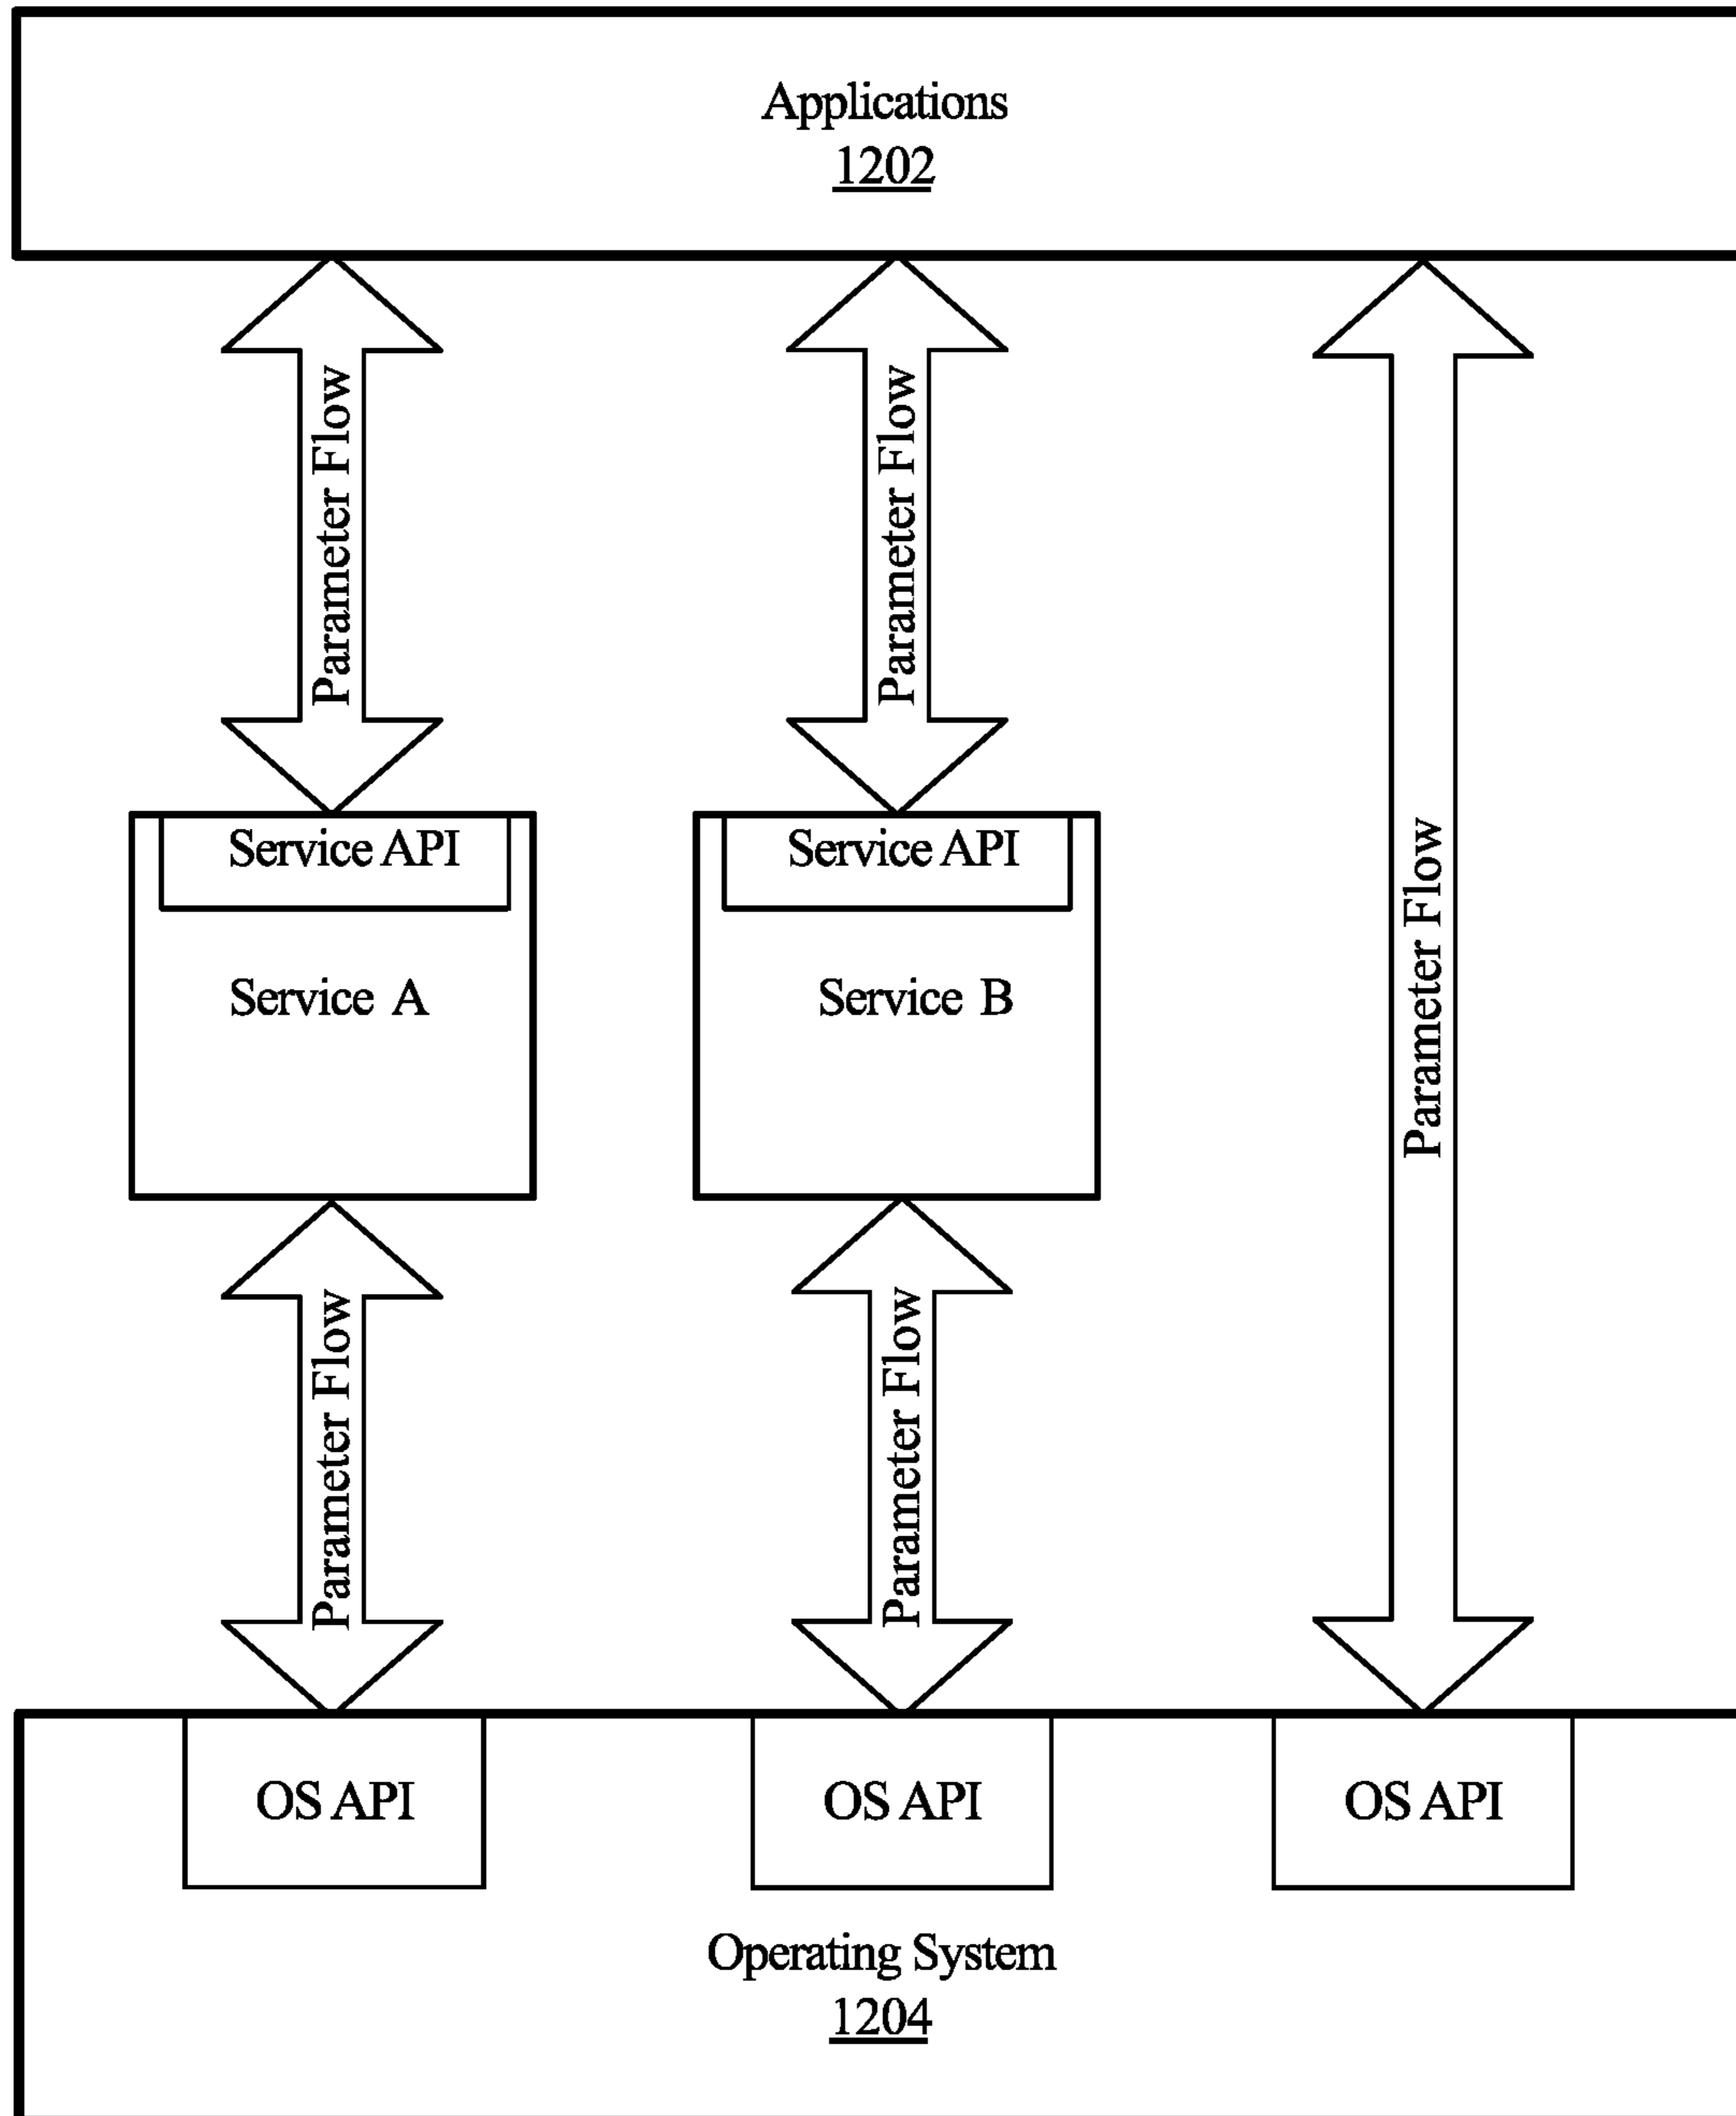 Applications
1202
Parameter Flow
Parameter Flow
Parameter Flow
Service API
Service A
Service API
Service B
Parameter Flow
Parameter Flow
OS API
OS API
OS API
Operating System
1204